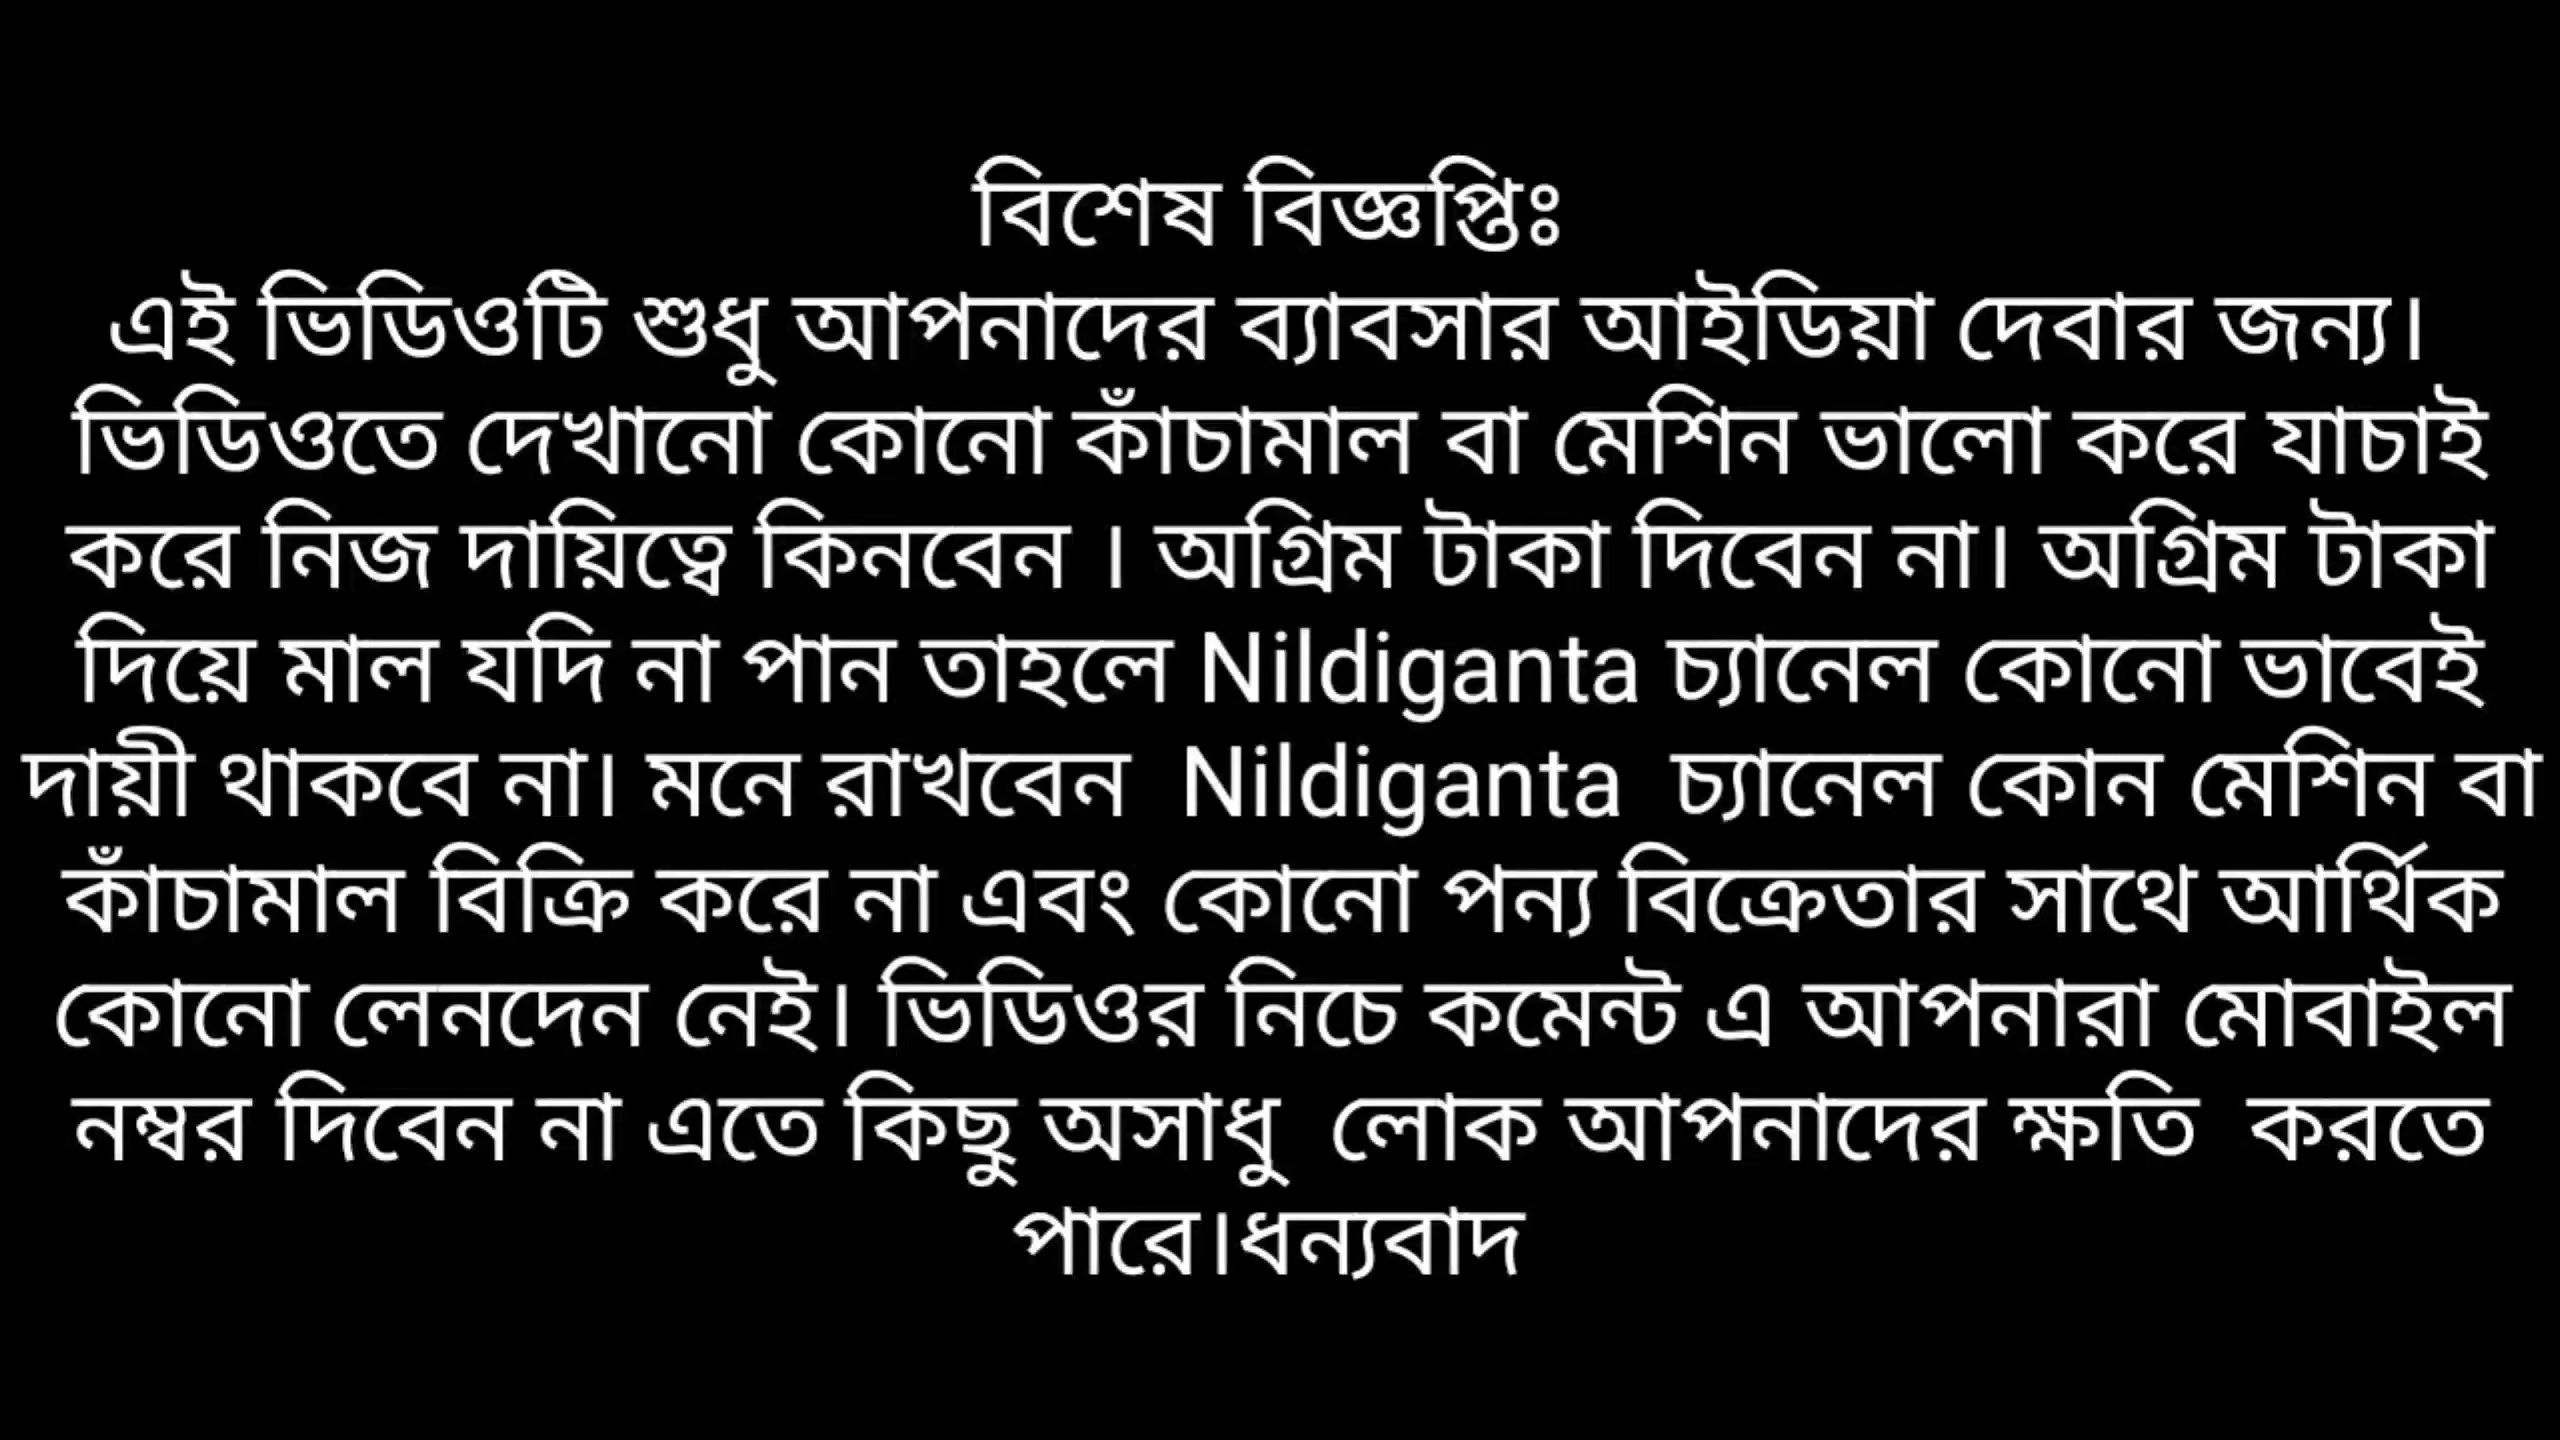 বিশেষ বিজ্ঞপ্তিঃ
এই ভিডিওটি শুধু আপনাদের ব্যাবসার আইডিয়া দেবার জন্য।
ভিডিওতে দেখানো কোনো কাঁচামাল বা মেশিন ভালো করে যাচাই
করে নিজ দায়িত্বে কিনবেন । অগ্রিম টাকা দিবেন না। অগ্রিম টাকা
দিয়ে মাল যদি না পান তাহলে Nildiganta চ্যানেল কোনো ভাবেই
দায়ী থাকবে না। মনে রাখবেন Nildiganta চ্যানেল কোন মেশিন বা
কাঁচামাল বিক্রি করে না এবং কোনো পন্য বিক্রেতার সাথে আর্থিক
কোনো লেনদেন নেই। ভিডিওর নিচে কমেন্ট এ আপনারা মোবাইল
নম্বর দিবেন না এতে কিছু অসাধু লোক আপনাদের ক্ষতি করতে
পারে।ধন্যবাদ